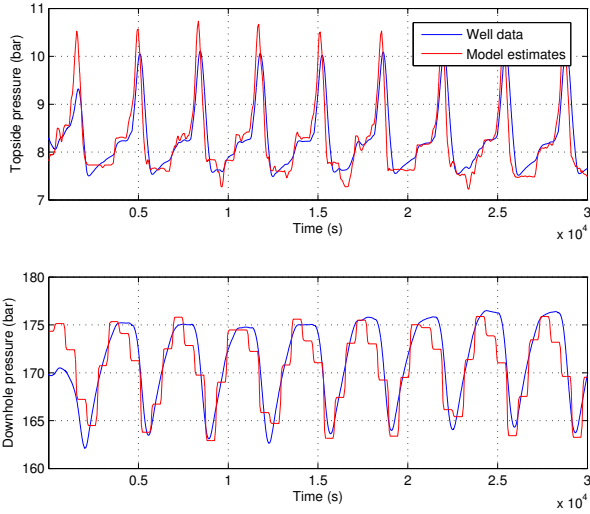 11
10
9
8
7
Topside pressure (bar)
Well data
Model estimates
0.5
1
1.5
2
2.5
3
Time (s)
x 10^4
180
175
170
165
160
Downhole pressure (bar)
0.5
1
1.5
2
2.5
3
Time (s)
x 10^4